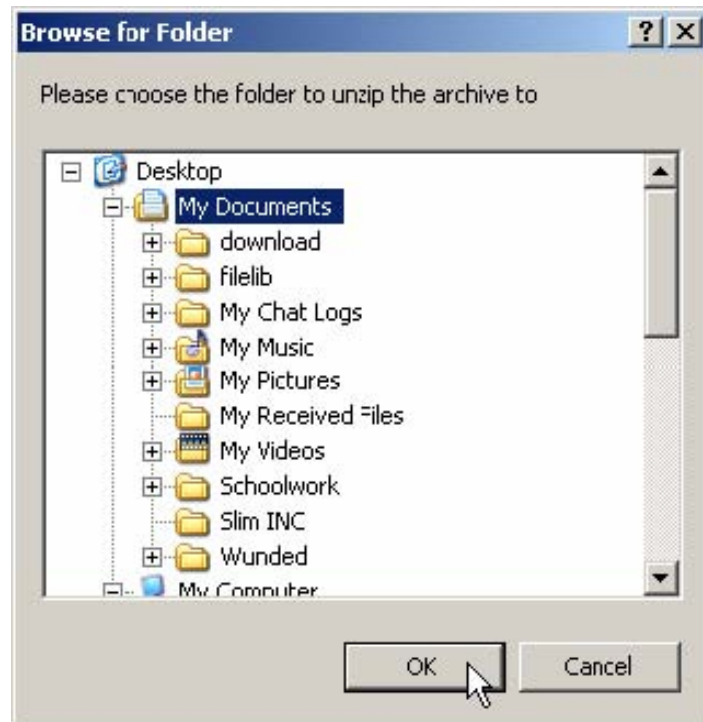 Browse for Folder
Please choose the folder to unzip the archive to
Desktop
My Documents
download
filelib
My Chat Logs
My Music
My Pictures
My Received Files
My Videos
Schoolwork
Slim INC
Wunded
My Computer
OK
Cancel